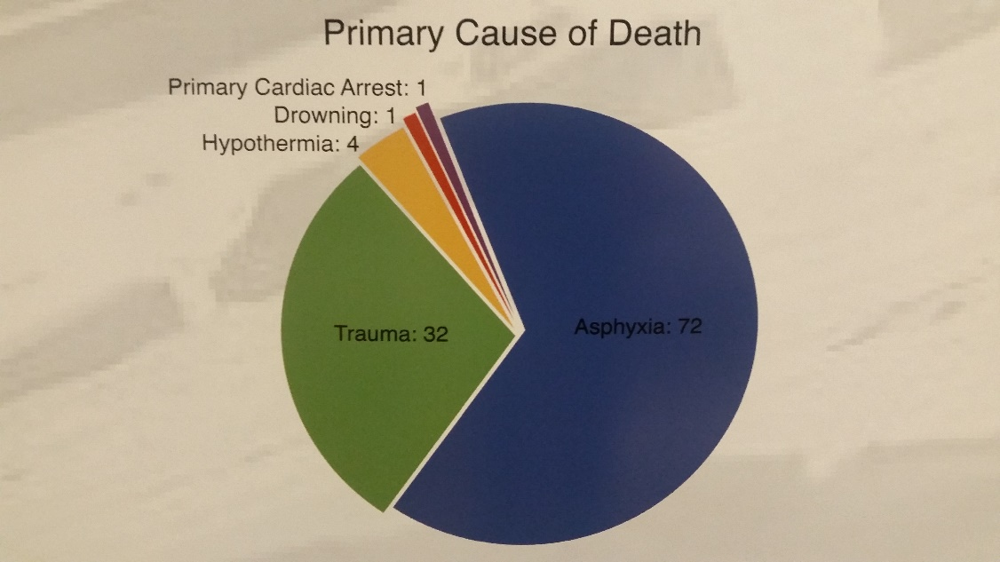 Primary Cause of Death
Primary Cardiac Arrest: 1
Drowning: 1
Hypothermia: 4
Trauma: 32
Asphyxia: 72